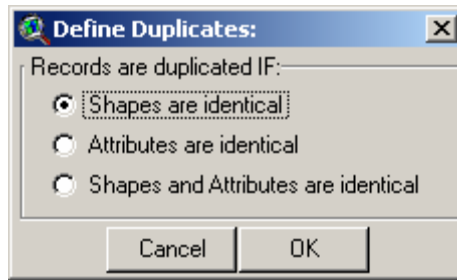 Define Duplicates:
Records are duplicated IF:
Shapes are identical
Attributes are identical
Shapes and Attributes are identical
Cancel OK